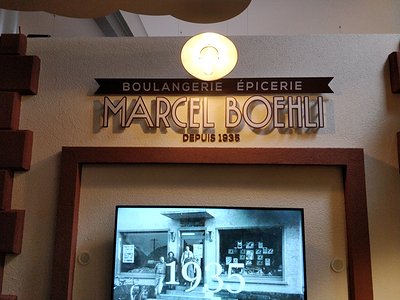 BOULANGERIE ÉPICERIE
MARCEL BOEHLI
DEPUIS 1935
1935